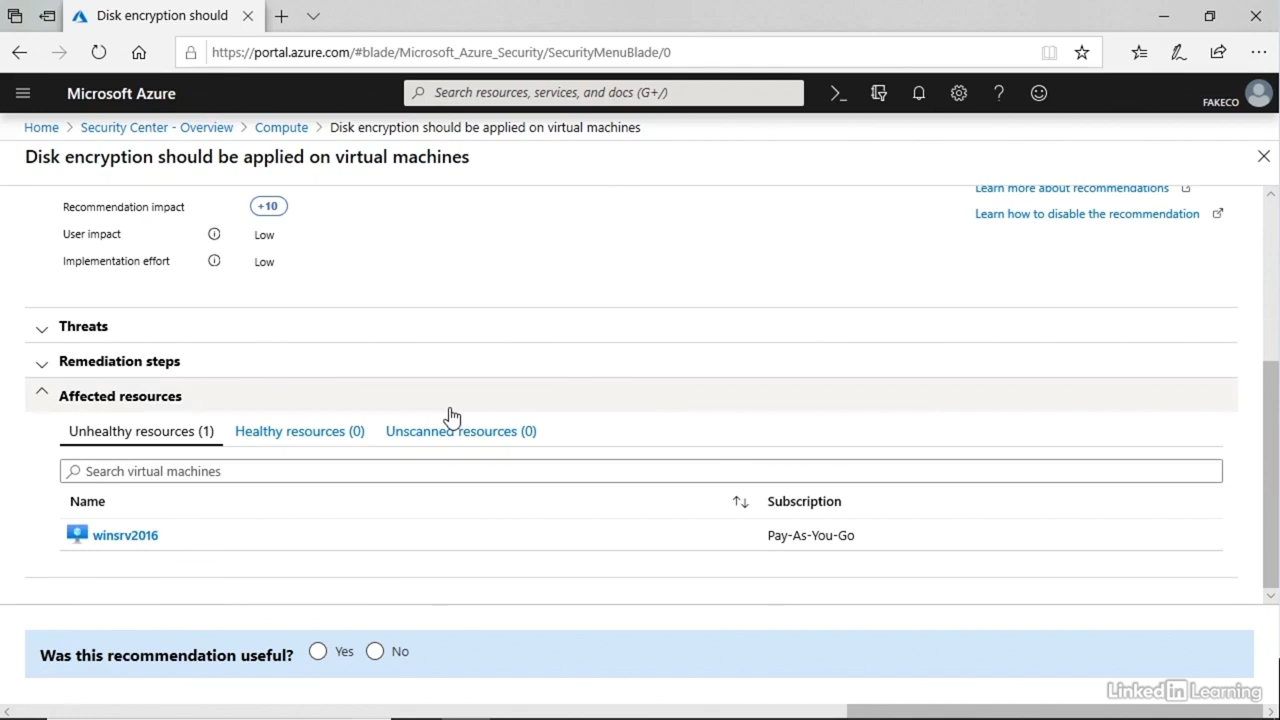 Disk encryption should
https://portal.azure.com/#blade/Microsoft_Azure_Security/SecurityMenuBlade/0
Microsoft Azure
Search resources, services, and docs (G+/)
FAKECO
Home > Security Center - Overview > Compute > Disk encryption should be applied on virtual machines
Disk encryption should be applied on virtual machines
Learn more about recommendations
Recommendation impact +10
Learn how to disable the recommendation
User impact Low
Implementation effort Low
Threats
Remediation steps
Affected resources
Unhealthy resources (1) Healthy resources (0) Unscanned resources (0)
Search virtual machines
Name Subscription
winsrv2016 Pay-As-You-Go
Was this recommendation useful? Yes No
LinkedIn Learning